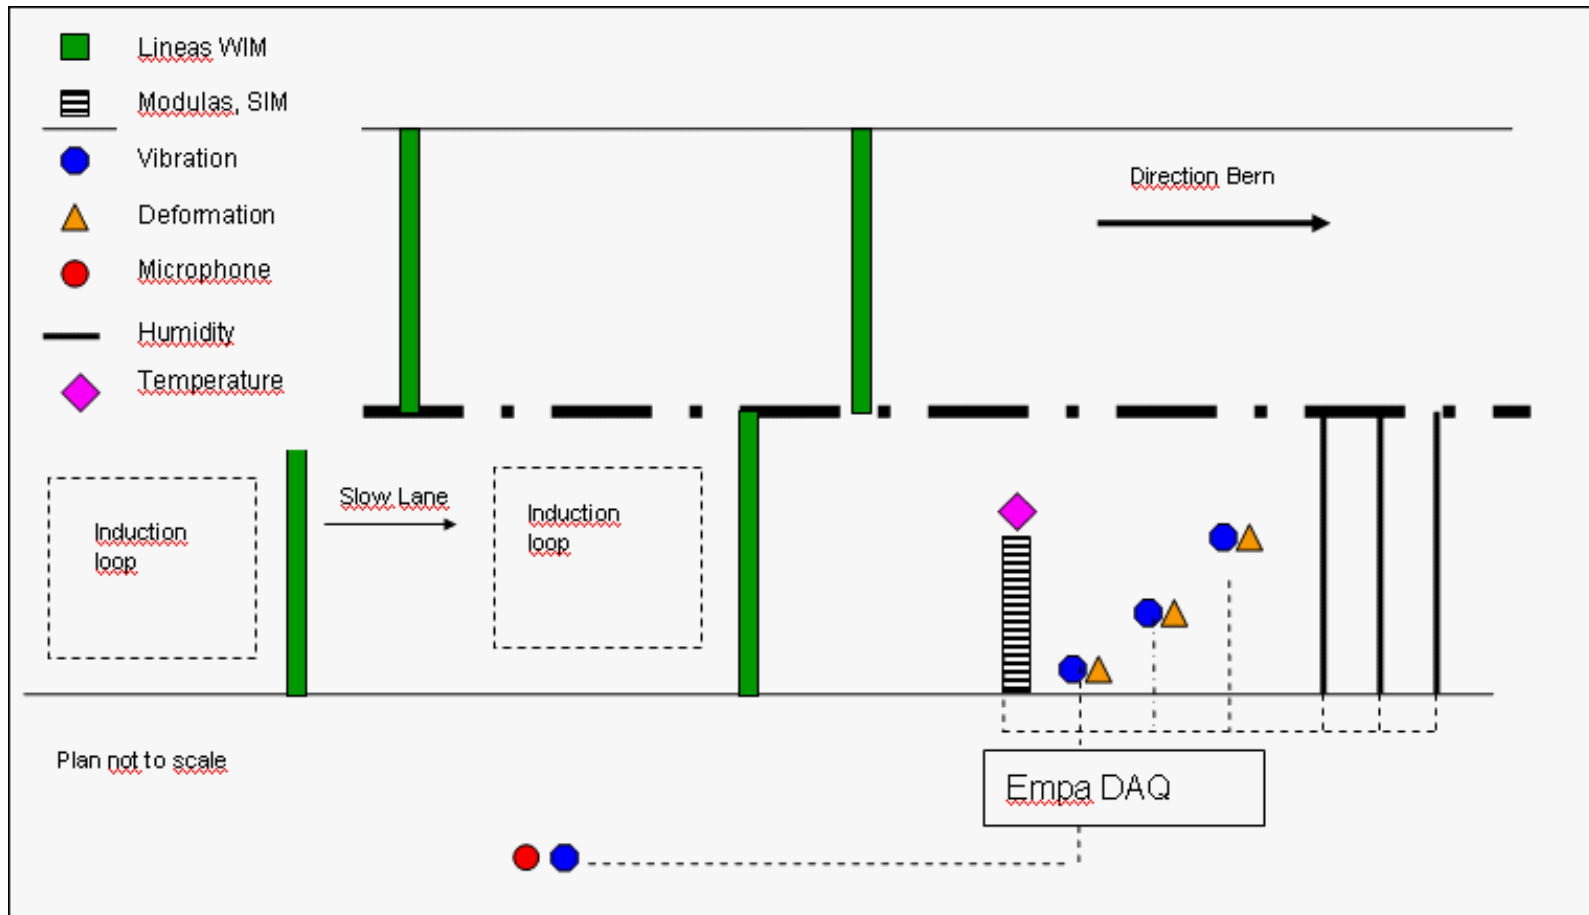 Lineas WIM
Modulas, SIM
Vibration
Deformation
Microphone
Humidity
Temperature
Direction Bern
Slow Lane
Induction
loop
Induction
loop
Plan not to scale
Empa DAQ